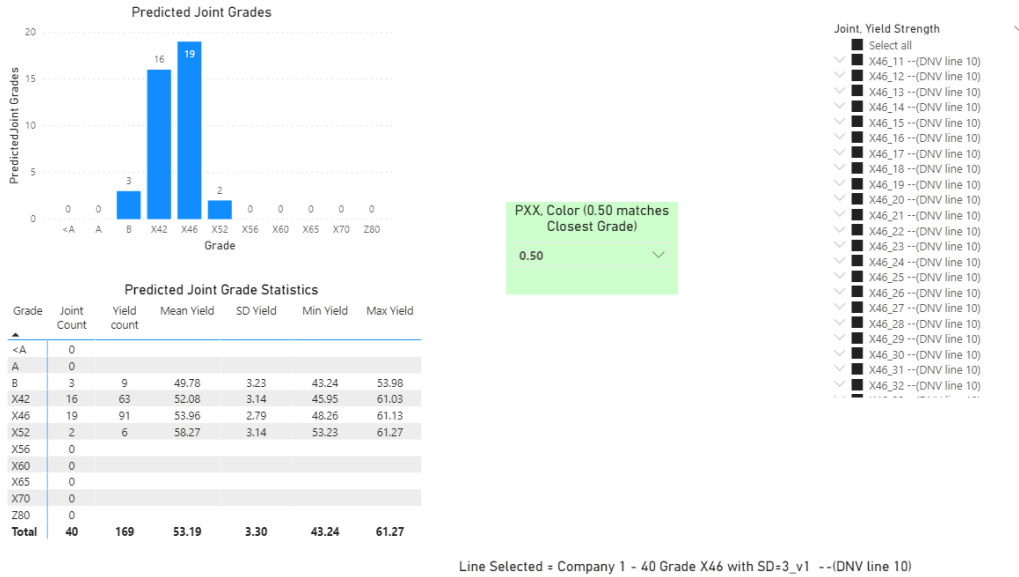 Predicted Joint Grades
PredictedJoint Grades
20
15
10
5
0
0 0 3 16 19 2 0 0 0 0 0
<A A B X42 X46 X52 X56 X60 X65 X70 Z80
Grade
Predicted Joint Grade Statistics
Grade Joint Count Yield count Mean Yield SD Yield Min Yield Max Yield
<A 0
A 0
B 3 9 49.78 3.23 43.24 53.98
X42 16 63 52.08 3.14 45.95 61.03
X46 19 91 53.96 2.79 48.26 61.13
X52 2 6 58.27 3.14 53.23 61.27
X56 0
X60 0
X65 0
X70 0
Z80 0
Total 40 169 53.19 3.30 43.24 61.27
PXX, Color (0.50 matches
Closest Grade)
0.50
Joint, Yield Strength
Select all
X46_11 --(DNV line 10)
X46_12 --(DNV line 10)
X46_13 --(DNV line 10)
X46_14 --(DNV line 10)
X46_15 --(DNV line 10)
X46_16 --(DNV line 10)
X46_17 --(DNV line 10)
X46_18 --(DNV line 10)
X46_19 --(DNV line 10)
X46_20 --(DNV line 10)
X46_21 --(DNV line 10)
X46_22 --(DNV line 10)
X46_23 --(DNV line 10)
X46_24 --(DNV line 10)
X46_25 --(DNV line 10)
X46_26 --(DNV line 10)
X46_27 --(DNV line 10)
X46_28 --(DNV line 10)
X46_29 --(DNV line 10)
X46_30 --(DNV line 10)
X46_31 --(DNV line 10)
X46_32 --(DNV line 10)
Line Selected = Company 1 - 40 Grade X46 with SD=3_v1 --(DNV line 10)